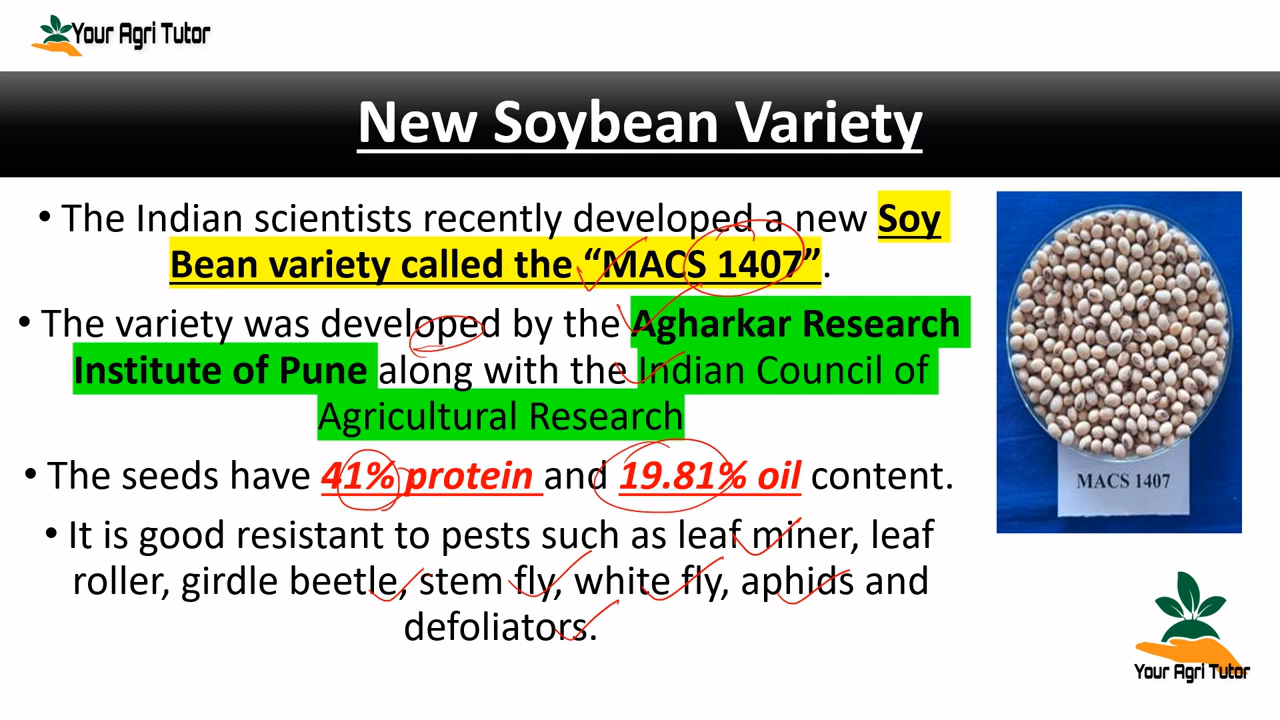 Your Agri Tutor
New Soybean Variety
• The Indian scientists recently developed a new Soy
Bean variety called the “MACS 1407”.
• The variety was developed by the Agharkar Research
Institute of Pune along with the Indian Council of
Agricultural Research
• The seeds have 41% protein and 19.81% oil content.
• It is good resistant to pests such as leaf miner, leaf
roller, girdle beetle, stem fly, white fly, aphids and
defoliators.
MACS 1407
Your Agri Tutor